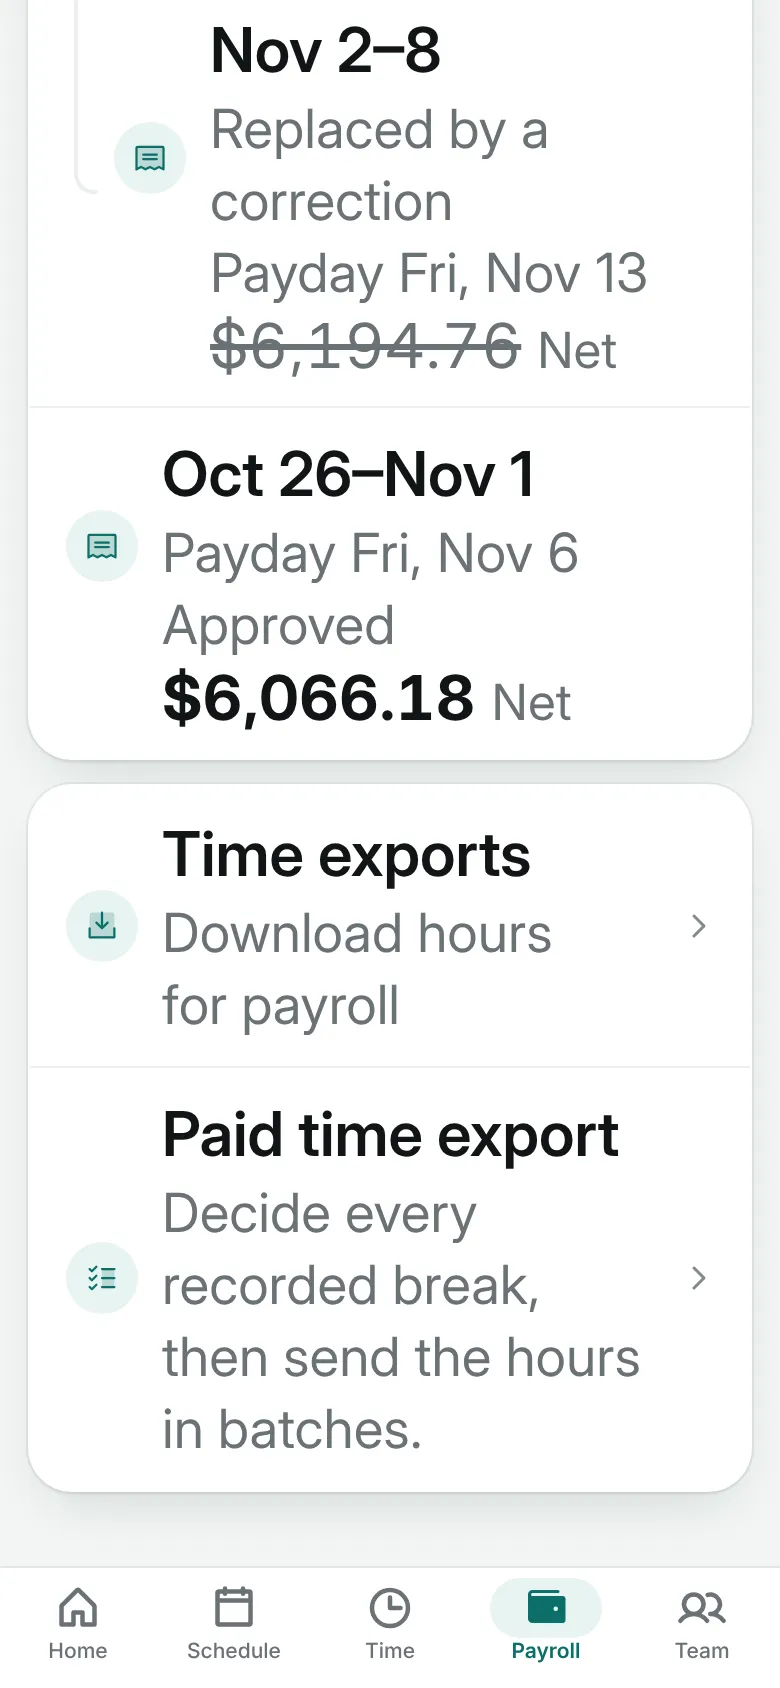 Nov 2–8
Replaced by a
correction
Payday Fri, Nov 13
$6,194.76 Net
Oct 26–Nov 1
Payday Fri, Nov 6
Approved
$6,066.18 Net
Time exports
Download hours
for payroll
Paid time export
Decide every
recorded break,
then send the hours
in batches.
Home
Schedule
Time
Payroll
Team